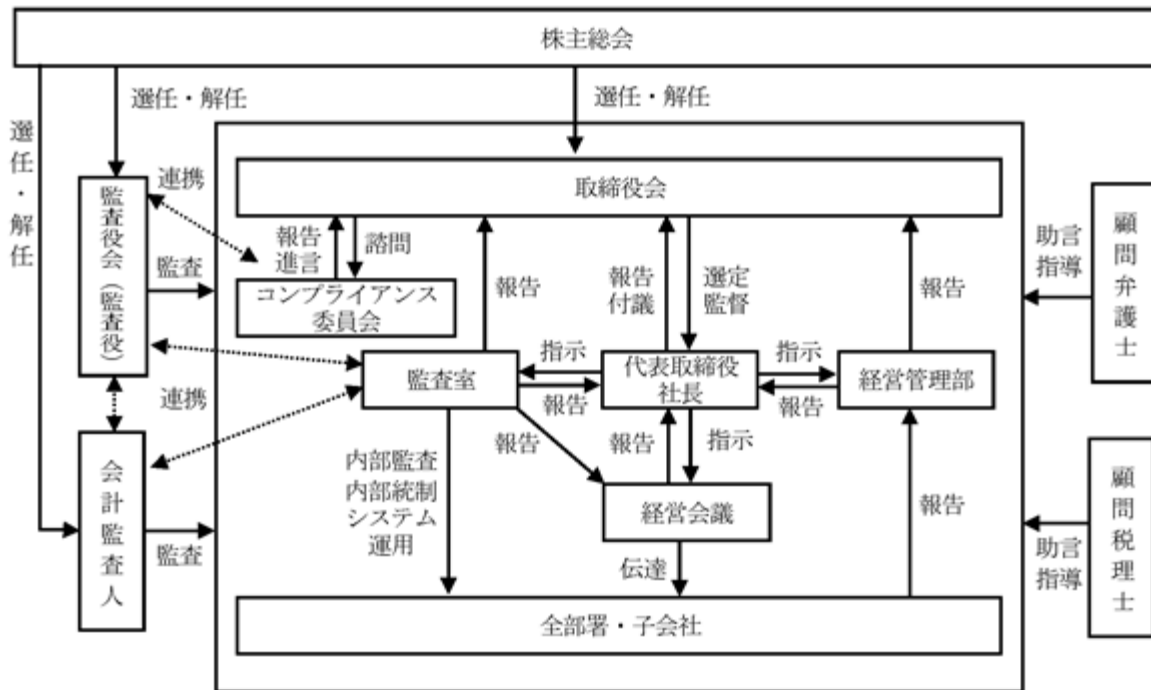 株主総会
選任・解任
選任・解任
選任・解任
監査役会(監査役)
連携
監査
取締役会
報告
進言
諮問
コンプライアンス
委員会
報告
報告
付議
選定
監督
報告
助言
指導
顧問弁護士
監査室
指示
報告
代表取締役
社長
指示
報告
経営管理部
連携
会計監査人
監査
内部監査
内部統制
システム
運用
報告
報告
指示
経営会議
伝達
報告
助言
指導
顧問税理士
全部署・子会社